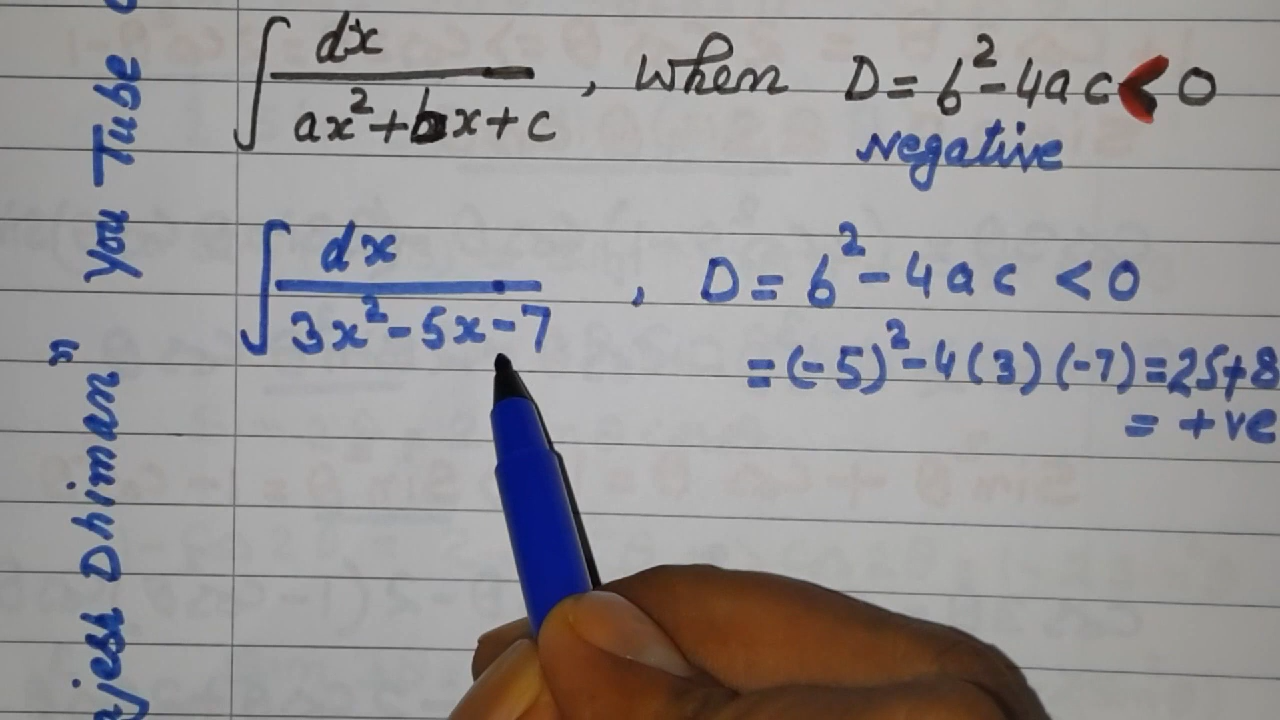 ∫ dx / ax²+bx+c , When D = b²-4ac < 0
Negative
∫ dx / 3x²-5x-7 , D = b²-4ac < 0
= (-5)²-4(3)(-7) = 25+8
= +ve
You Tube
ajesh Dhiman"